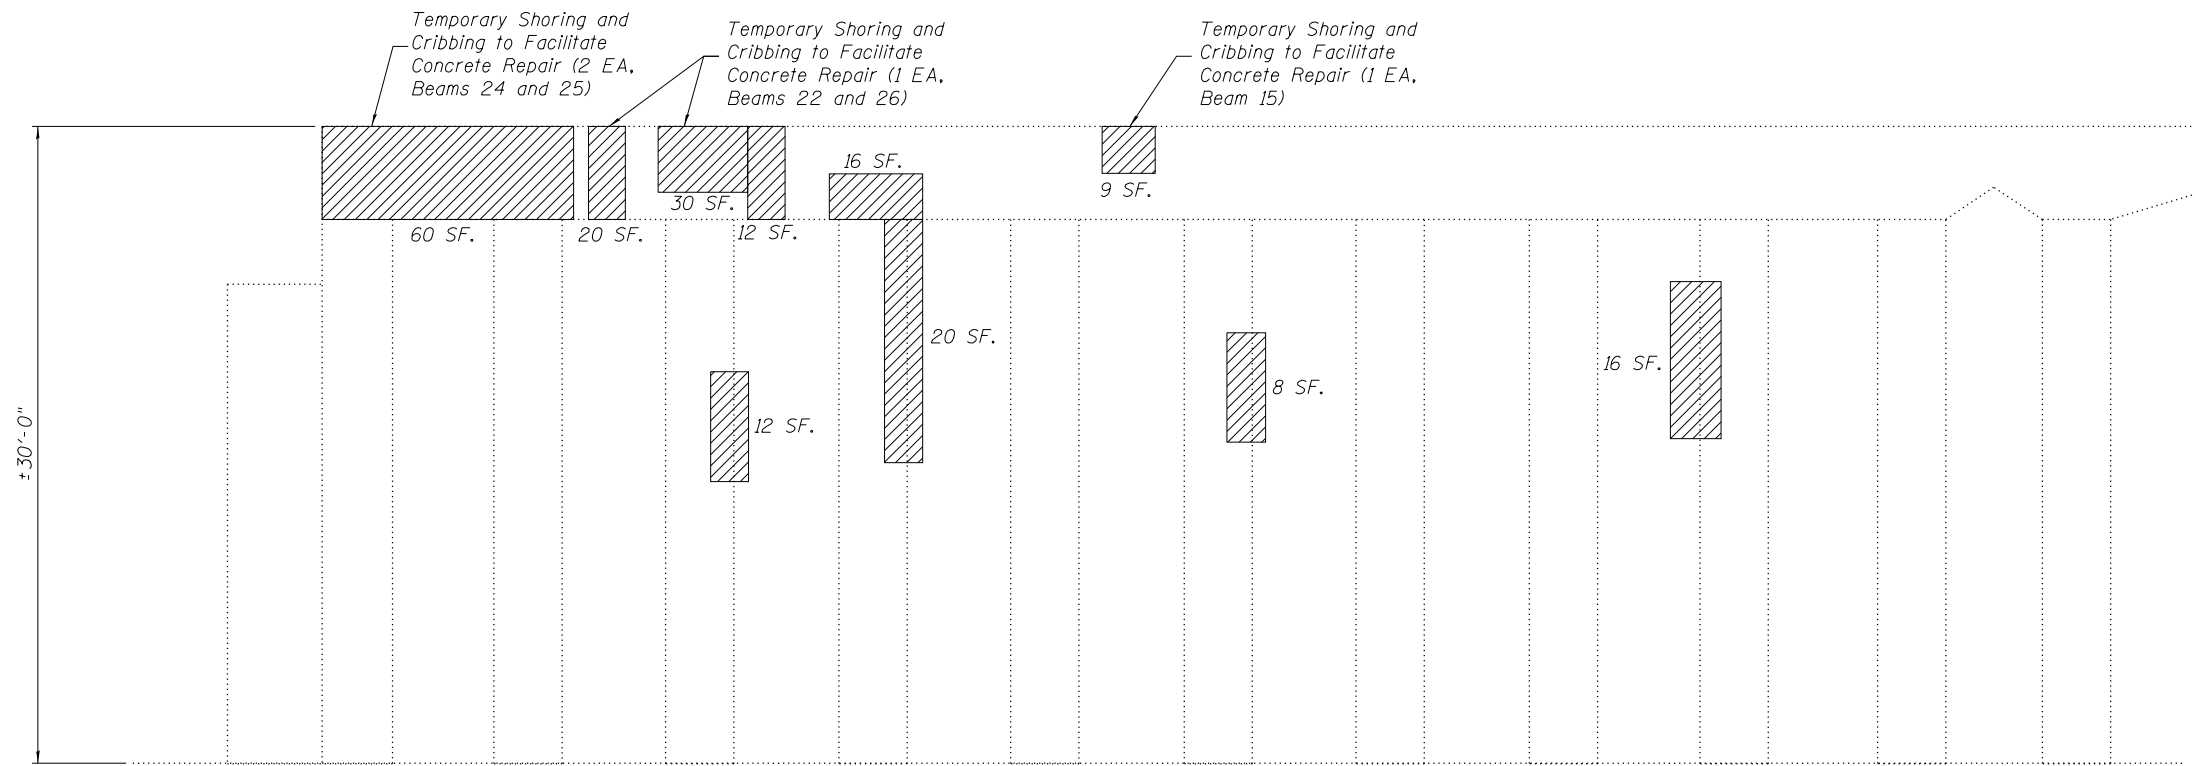 Temporary Shoring and
Cribbing to Facilitate
Concrete Repair (2 EA,
Beams 24 and 25)
Temporary Shoring and
Cribbing to Facilitate
Concrete Repair (1 EA,
Beams 22 and 26)
Temporary Shoring and
Cribbing to Facilitate
Concrete Repair (1 EA,
Beam 15)
16 SF.
9 SF.
30 SF.
60 SF.
20 SF.
12 SF.
20 SF.
16 SF.
8 SF.
12 SF.
±30'-0"